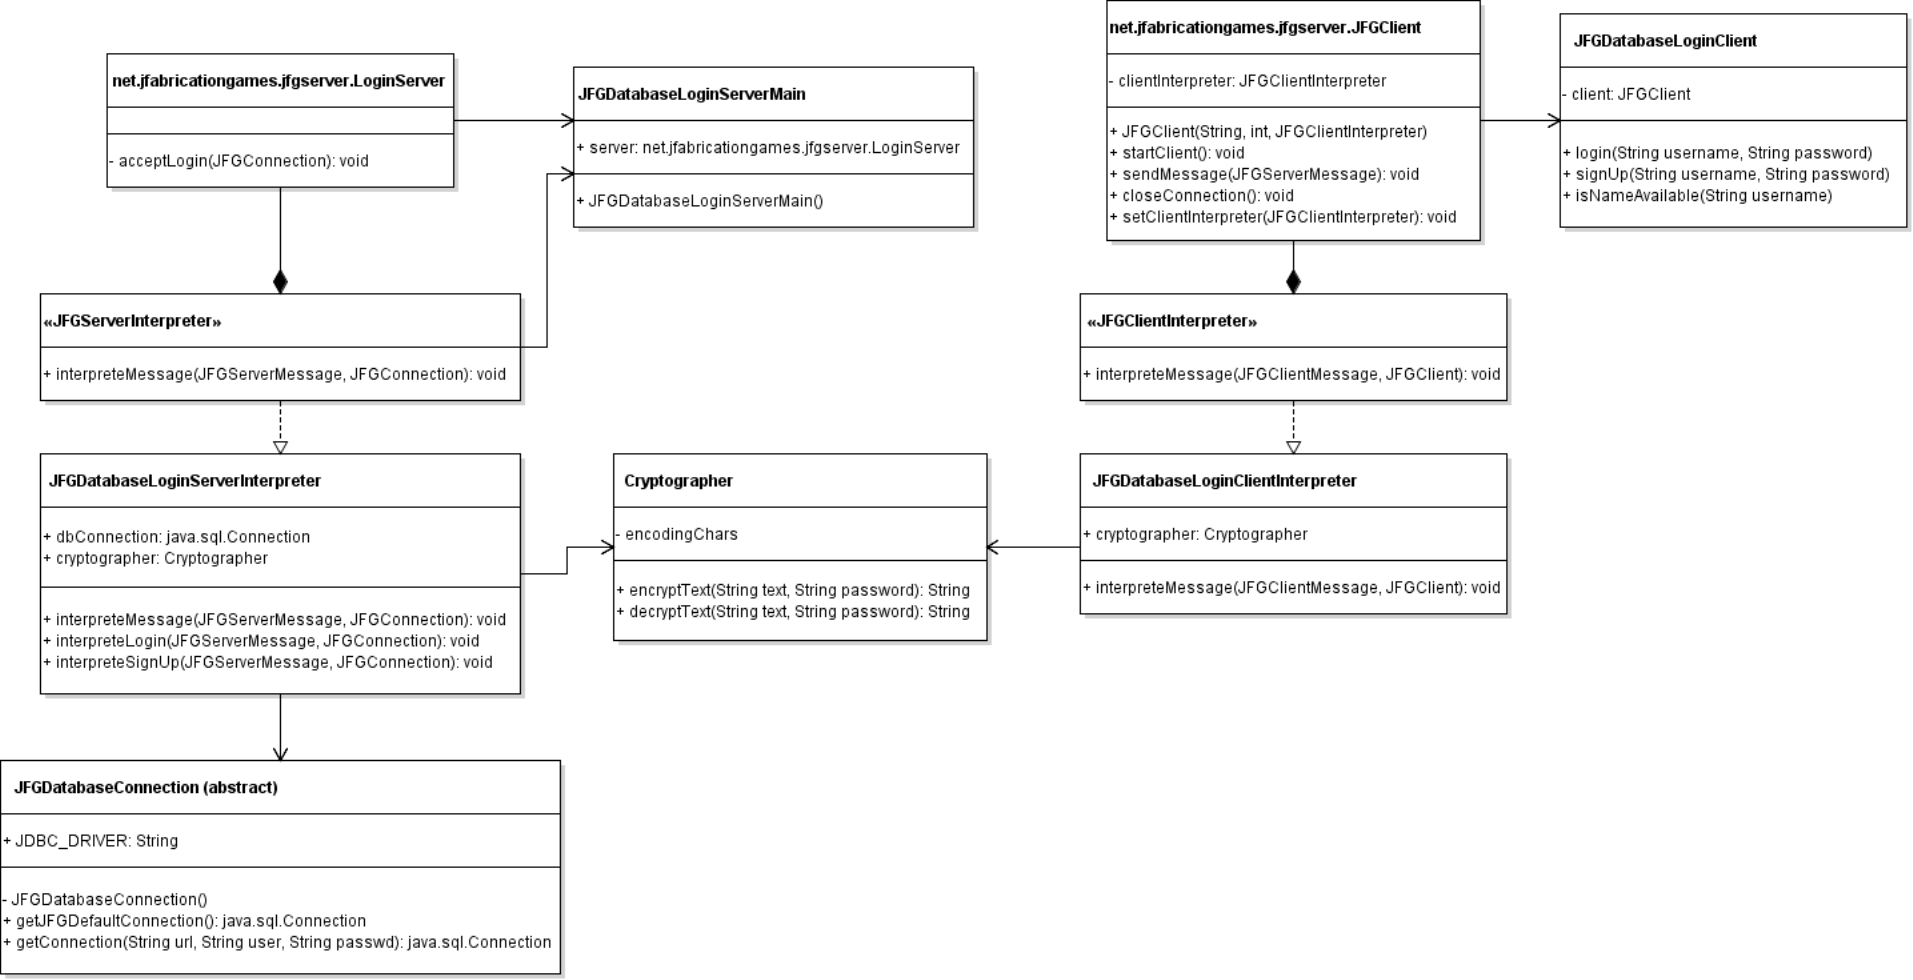 net.jfabricationgames.jfgserver.LoginServer
- acceptLogin(JFGConnection): void
JFGDatabaseLoginServerMain
+ server: net.jfabricationgames.jfgserver.LoginServer
+ JFGDatabaseLoginServerMain()
net.jfabricationgames.jfgserver.JFGClient
- clientInterpreter: JFGClientInterpreter
+ JFGClient(String, int, JFGClientInterpreter)
+ startClient(): void
+ sendMessage(JFGServerMessage): void
+ closeConnection(): void
+ setClientInterpreter(JFGClientInterpreter): void
JFGDatabaseLoginClient
- client: JFGClient
+ login(String username, String password)
+ signUp(String username, String password)
+ isNameAvailable(String username)
«JFGServerInterpreter»
+ interpreteMessage(JFGServerMessage, JFGConnection): void
«JFGClientInterpreter»
+ interpreteMessage(JFGClientMessage, JFGClient): void
JFGDatabaseLoginServerInterpreter
+ dbConnection: java.sql.Connection
+ cryptographer: Cryptographer
+ interpreteMessage(JFGServerMessage, JFGConnection): void
+ interpreteLogin(JFGServerMessage, JFGConnection): void
+ interpreteSignUp(JFGServerMessage, JFGConnection): void
Cryptographer
- encodingChars
+ encryptText(String text, String password): String
+ decryptText(String text, String password): String
JFGDatabaseLoginClientInterpreter
+ cryptographer: Cryptographer
+ interpreteMessage(JFGClientMessage, JFGClient): void
JFGDatabaseConnection (abstract)
+ JDBC_DRIVER: String
- JFGDatabaseConnection()
+ getJFGDefaultConnection(): java.sql.Connection
+ getConnection(String url, String user, String passwd): java.sql.Connection